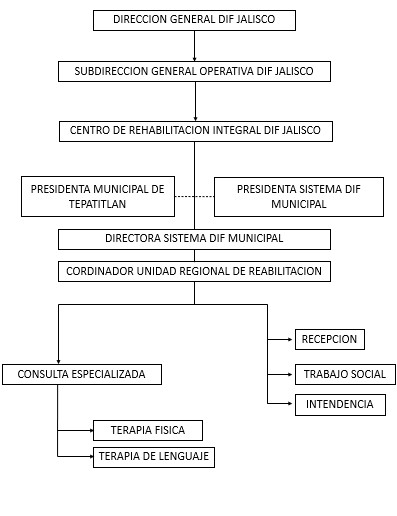 DIRECCION GENERAL DIF JALISCO
SUBDIRECCION GENERAL OPERATIVA DIF JALISCO
CENTRO DE REHABILITACION INTEGRAL DIF JALISCO
PRESIDENTA MUNICIPAL DE
TEPATITLAN
PRESIDENTA SISTEMA DIF
MUNICIPAL
DIRECTORA SISTEMA DIF MUNICIPAL
CORDINADOR UNIDAD REGIONAL DE REABILITACION
RECEPCION
CONSULTA ESPECIALIZADA
TRABAJO SOCIAL
INTENDENCIA
TERAPIA FISICA
TERAPIA DE LENGUAJE